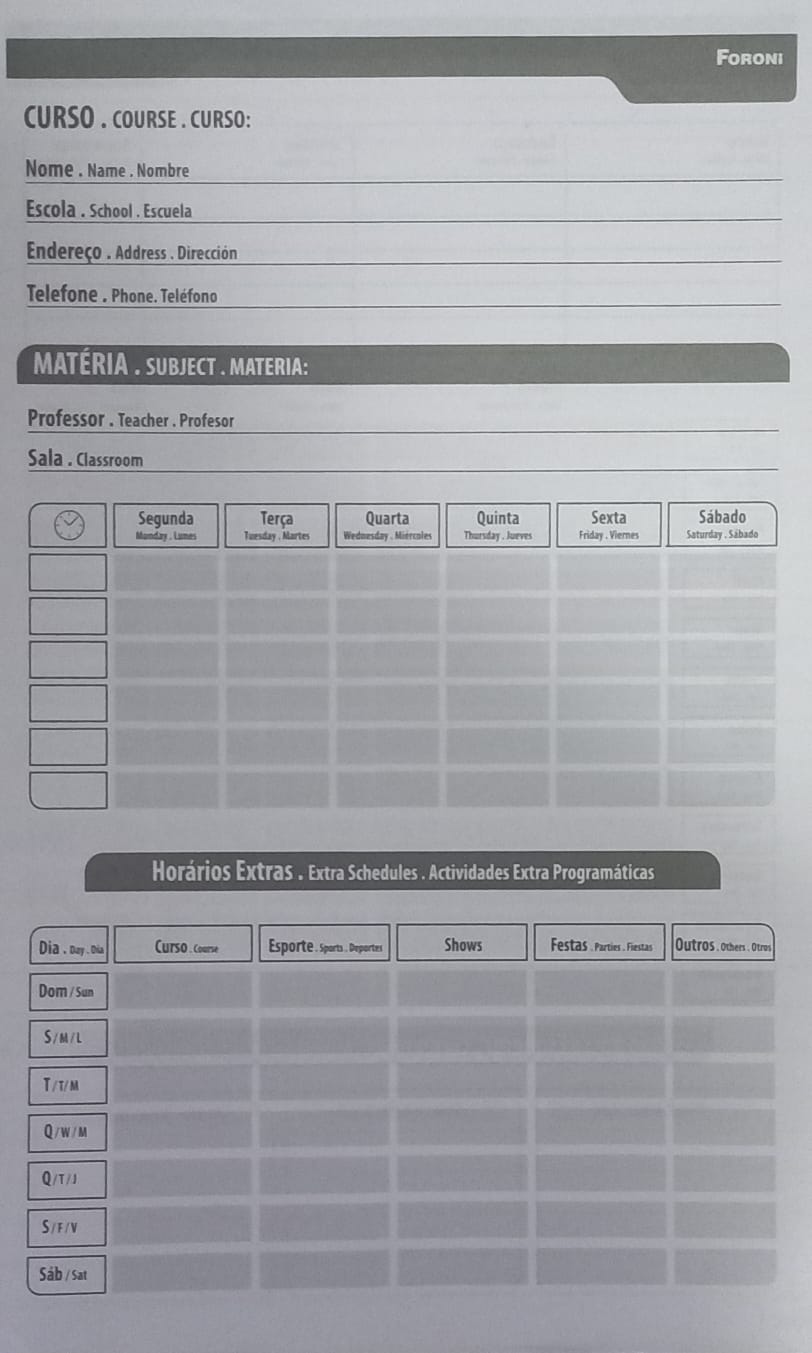 FORONI
CURSO . COURSE . CURSO:
Nome . Name . Nombre
Escola . School . Escuela
Endereço . Address . Dirección
Telefone . Phone. Teléfono
MATÉRIA . SUBJECT . MATERIA:
Professor . Teacher . Profesor
Sala . Classroom
Segunda Terça Quarta Quinta Sexta Sábado
Monday . Lunes Tuesday . Martes Wednesday . Miércoles Thursday . Jueves Friday . Viernes Saturday . Sábado
Horários Extras . Extra Schedules . Actividades Extra Programáticas
Dia . Day . Día Curso . Course Esporte . Sports . Deportes Shows Festas . Parties . Fiestas Outros . Others . Otros
Dom / Sun
S / M / L
T / T / M
Q / W / M
Q / T / J
S / F / V
Sáb / Sat